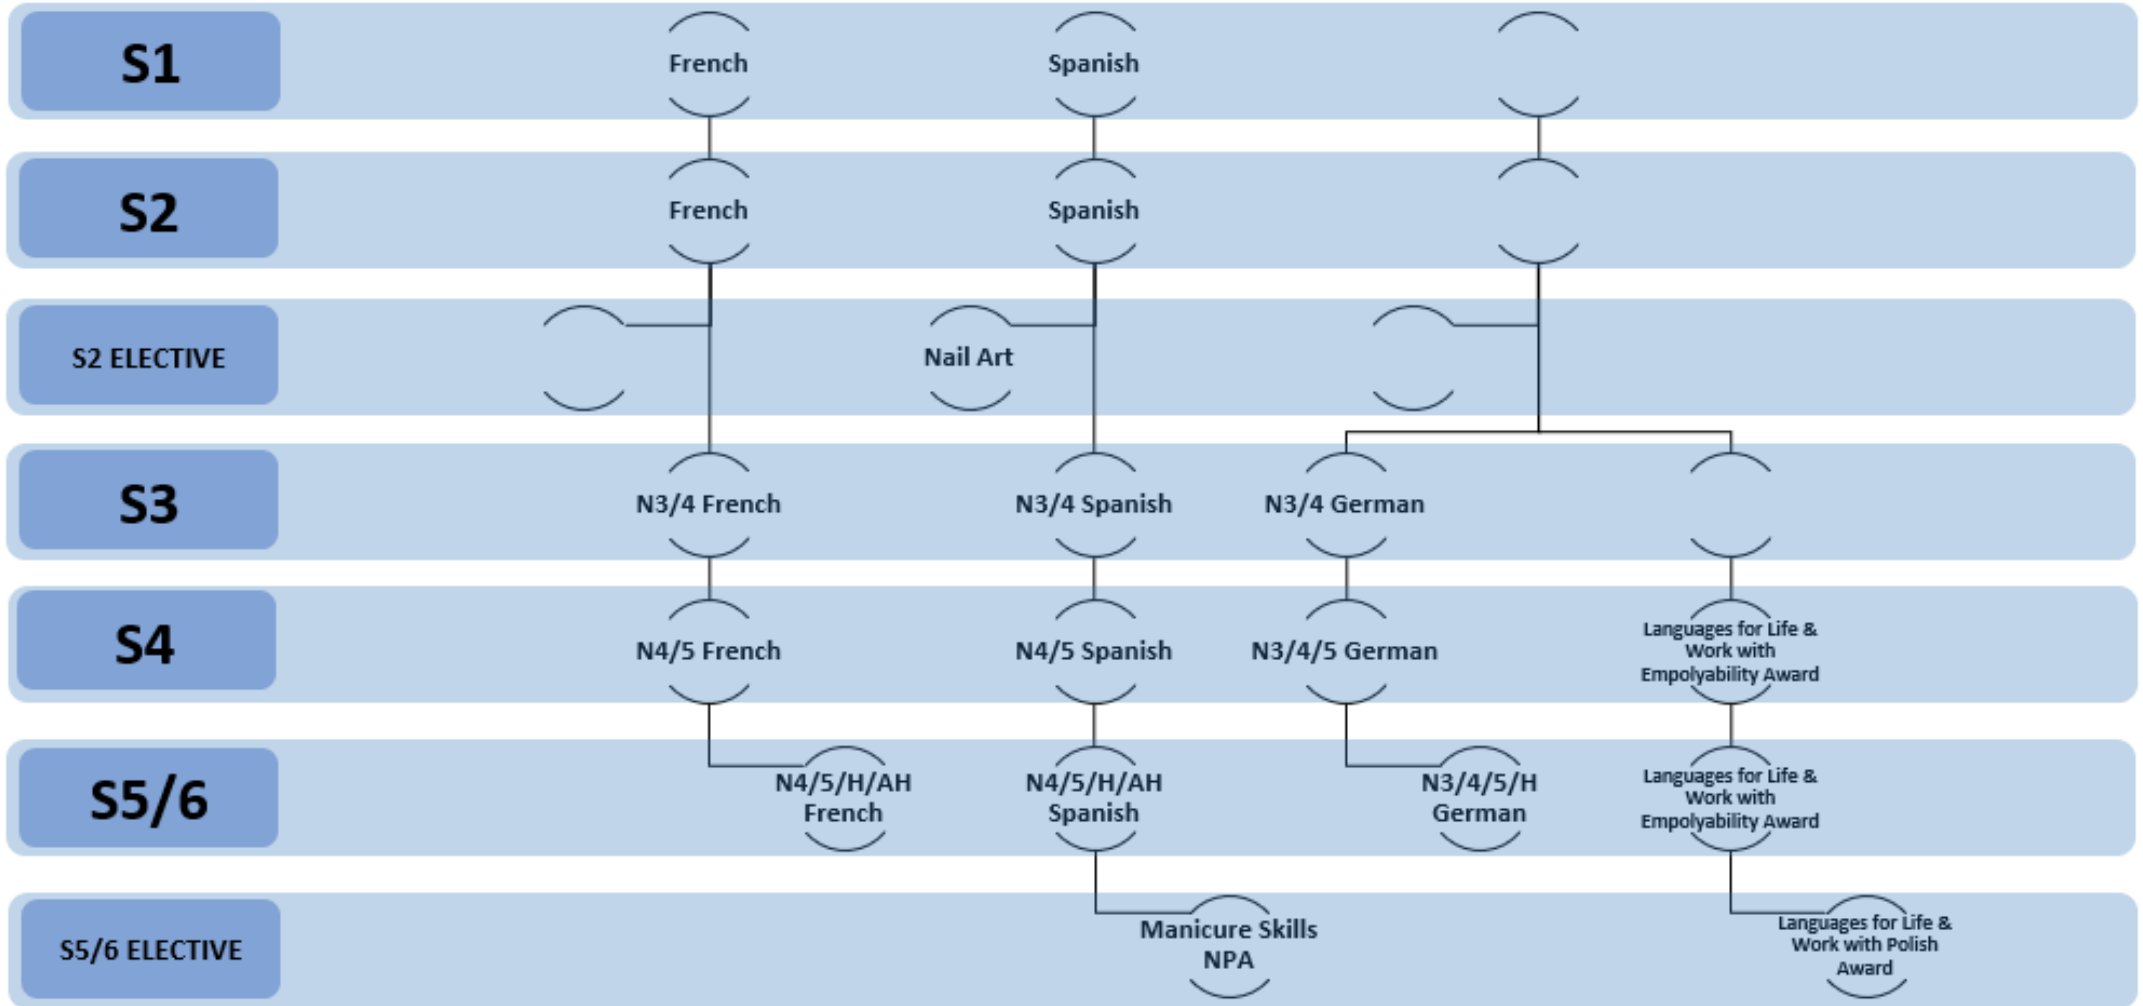 S1
French
Spanish
S2
French
Spanish
S2 ELECTIVE
Nail Art
S3
N3/4 French
N3/4 Spanish
N3/4 German
S4
N4/5 French
N4/5 Spanish
N3/4/5 German
Languages for Life &
Work with
Empolyability Award
S5/6
N4/5/H/AH
French
N4/5/H/AH
Spanish
N3/4/5/H
German
Languages for Life &
Work with
Empolyability Award
S5/6 ELECTIVE
Manicure Skills
NPA
Languages for Life &
Work with Polish
Award